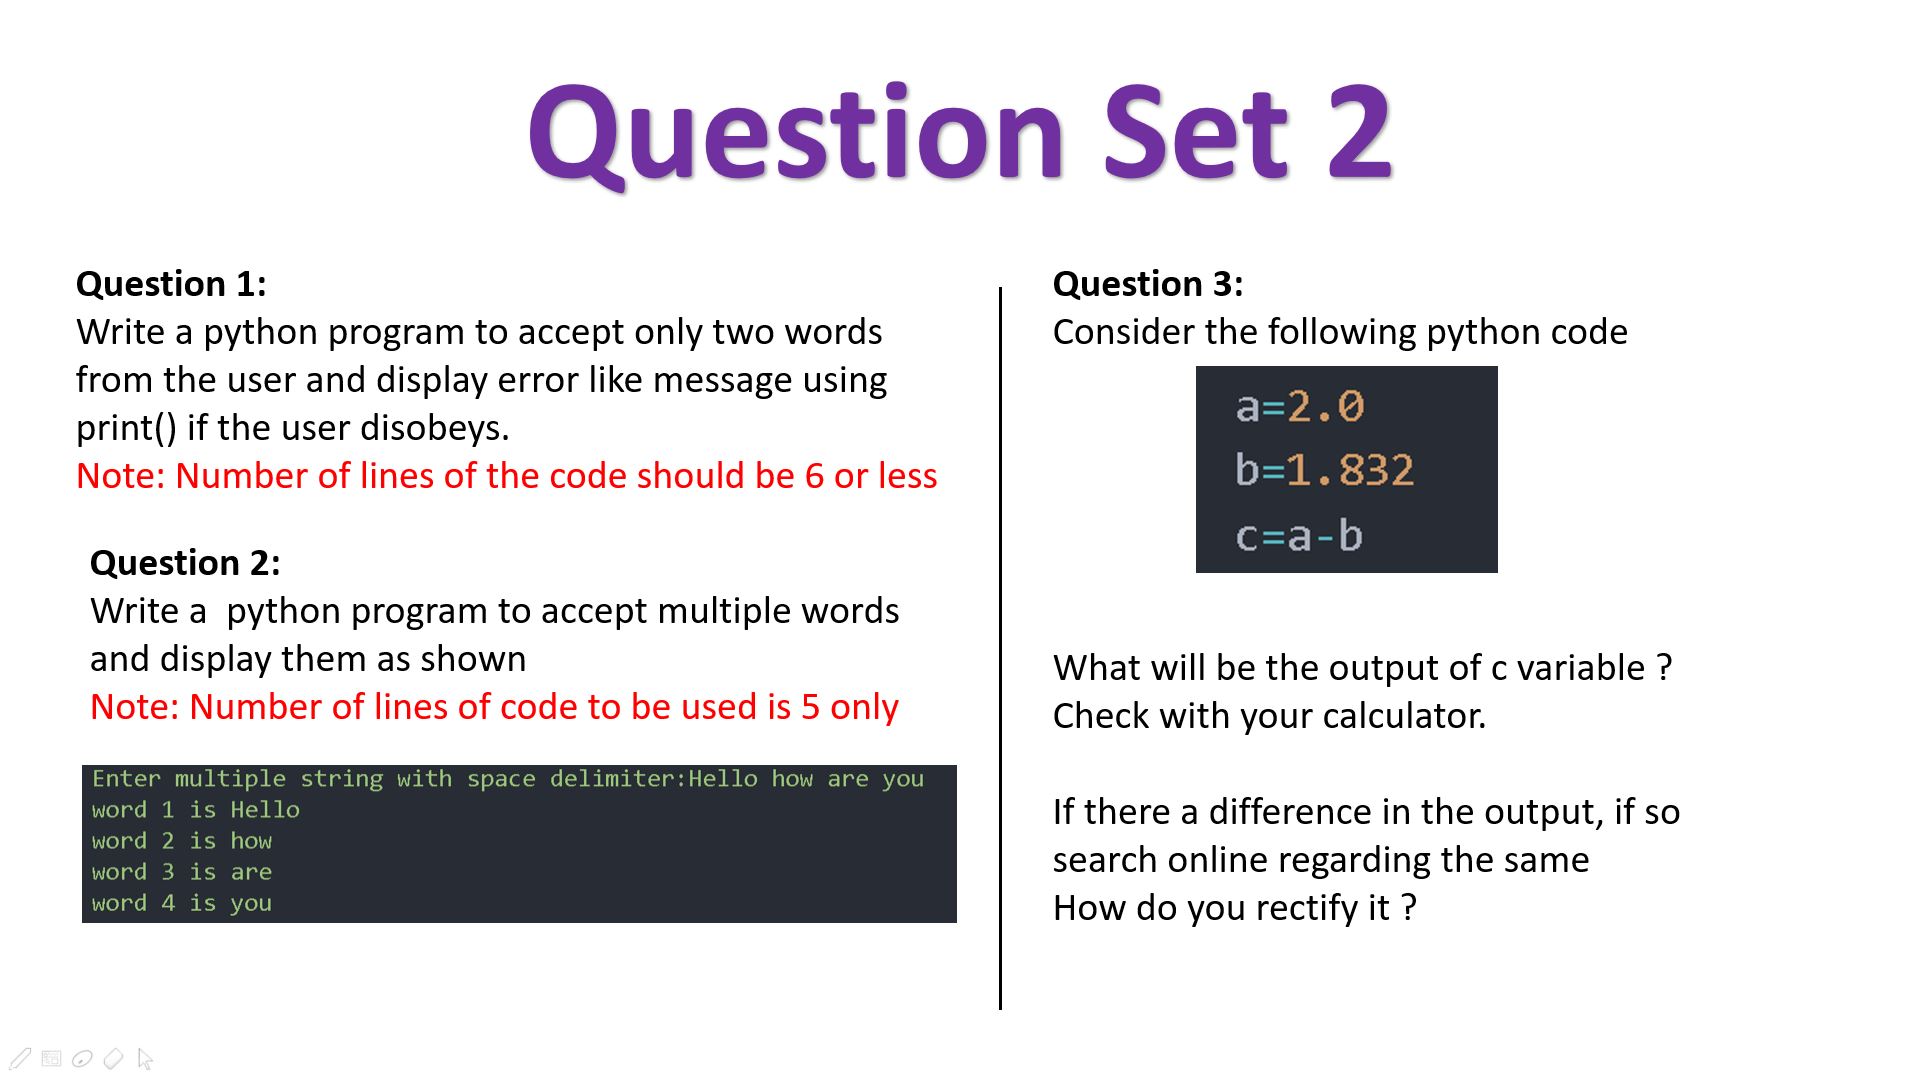 Question Set 2
Question 1:
Write a python program to accept only two words
from the user and display error like message using
print() if the user disobeys.
Note: Number of lines of the code should be 6 or less
Question 2:
Write a  python program to accept multiple words
and display them as shown
Note: Number of lines of code to be used is 5 only
Enter multiple string with space delimiter:Hello how are you
word 1 is Hello
word 2 is how
word 3 is are
word 4 is you
Question 3:
Consider the following python code
a=2.0
b=1.832
c=a-b
What will be the output of c variable ?
Check with your calculator.
If there a difference in the output, if so
search online regarding the same
How do you rectify it ?